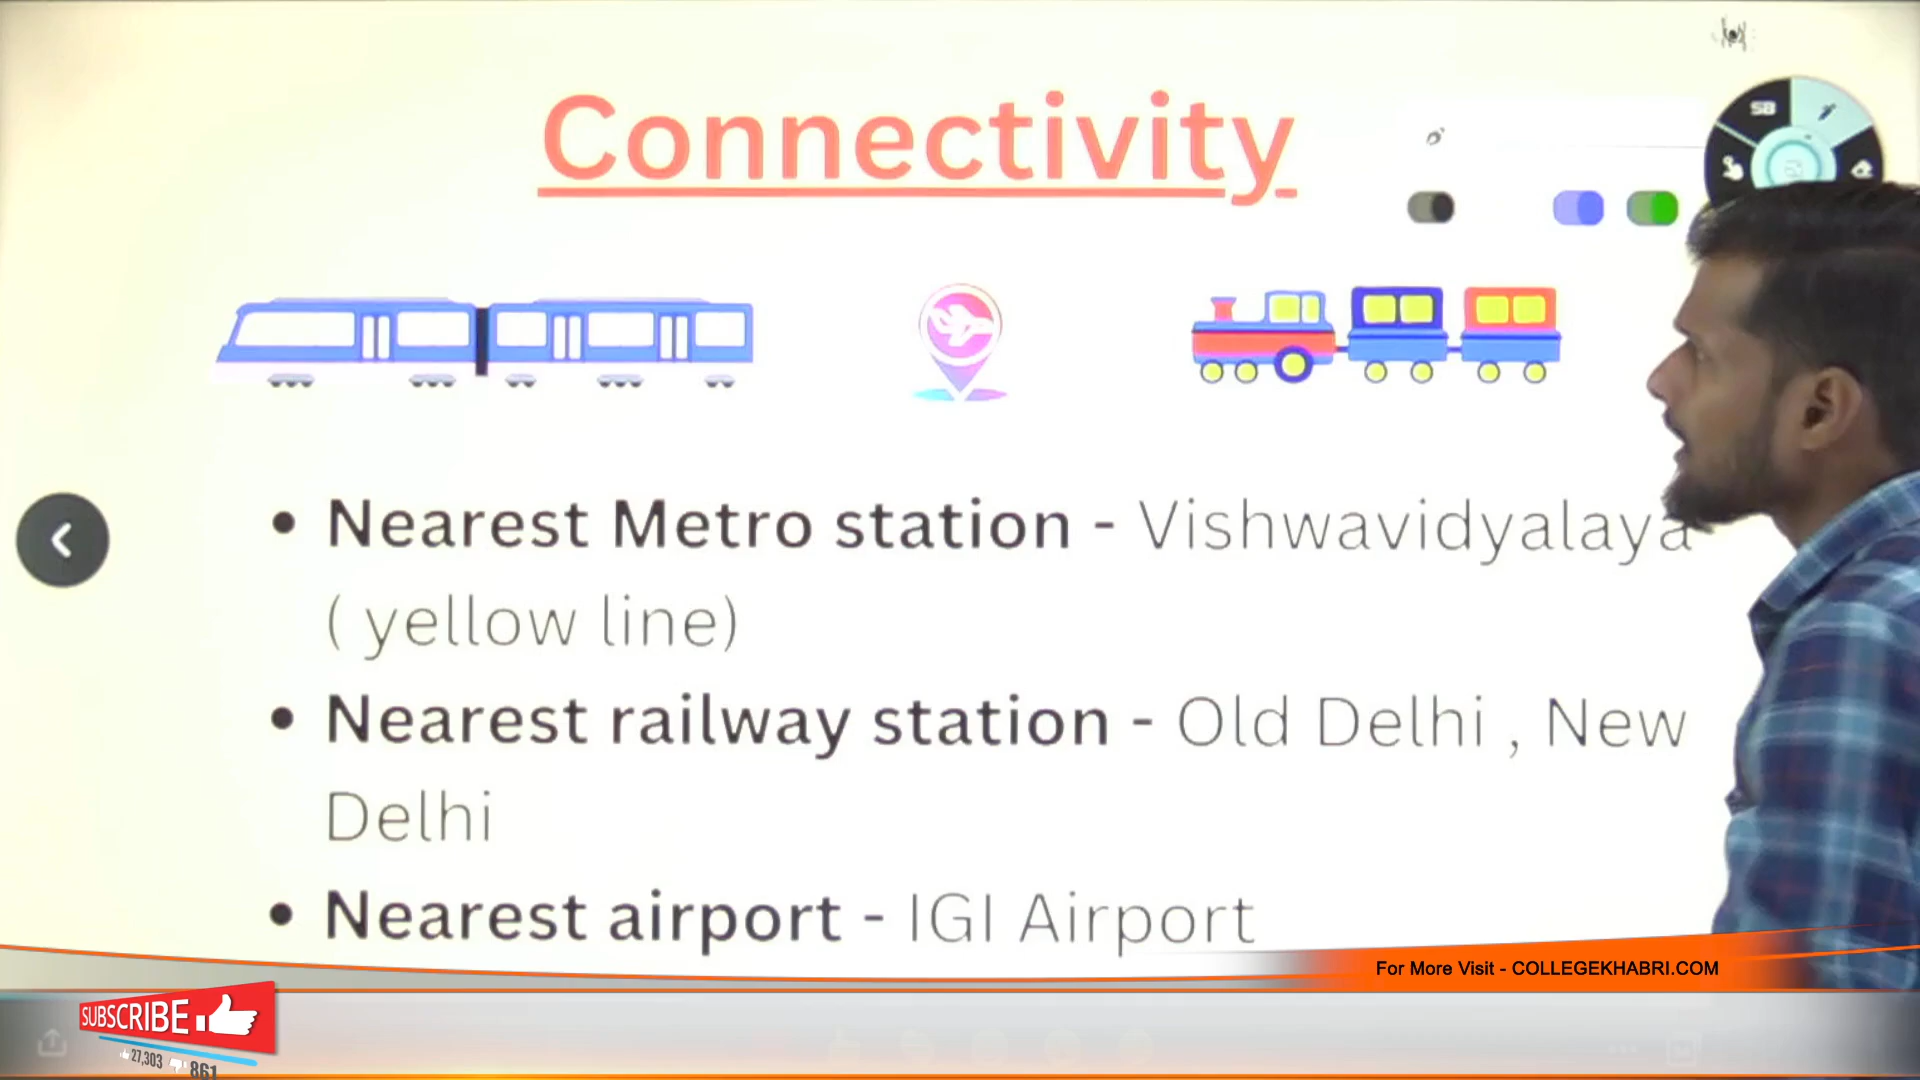 SB
Connectivity
• Nearest Metro station - Vishwavidyalaya
( yellow line)
• Nearest railway station - Old Delhi , New
Delhi
• Nearest airport - IGI Airport
For More Visit - COLLEGEKHABRI.COM
SUBSCRIBE
27,303
861